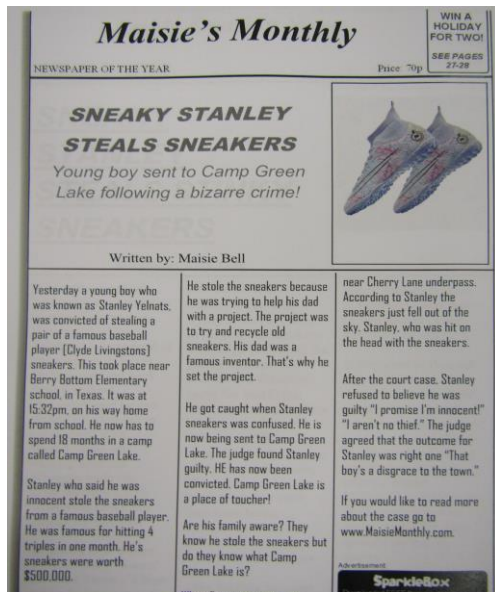 Maisie's Monthly
WIN A
HOLIDAY
FOR TWO!
SEE PAGES
27-28
NEWSPAPER OF THE YEAR
Price: 70p
SNEAKY STANLEY
STEALS SNEAKERS
Young boy sent to Camp Green
Lake following a bizarre crime!
Written by: Maisie Bell
Yesterday a young boy who
was known as Stanley Yelnats,
was convicted of stealing a
pair of a famous baseball
player (Clyde Livingstons)
sneakers. This took place near
Berry Bottom Elementary
school, in Texas. It was at
15:32pm, on his way home
from school. He now has to
spend 18 months in a camp
called Camp Green Lake.
Stanley who said he was
innocent stole the sneakers
from a famous baseball player.
He was famous for hitting 4
triples in one month. He's
sneakers were worth
$500,000.
He stole the sneakers because
he was trying to help his dad
with a project. The project was
to try and recycle old
sneakers. His dad was a
famous inventor. That's why he
set the project.
He got caught when Stanley
sneakers was confused. He is
now being sent to Camp Green
Lake. The judge found Stanley
guilty. HE has now been
convicted. Camp Green Lake is
a place of toucher!
Are his family aware? They
know he stole the sneakers but
do they know what Camp
Green Lake is?
near Cherry Lane underpass.
According to Stanley the
sneakers just fell out of the
sky. Stanley, who was hit on
the head with the sneakers.
After the court case, Stanley
refused to believe he was
guilty "I promise I'm innocent!"
"I aren't no thief." The judge
agreed that the outcome for
Stanley was right one "That
boy's a disgrace to the town."
If you would like to read more
about the case go to
www.MaisieMonthly.com.
Advertisement
SparkleBox